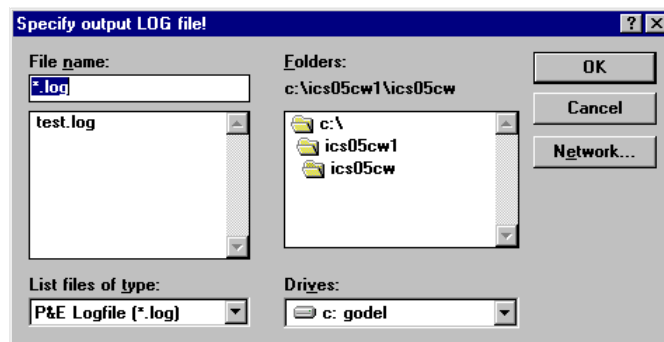 Specify output LOG file!
File name:
*.log
test.log
List files of type:
P&E Logfile (*.log)
Folders:
c:\ics05cw1\ics05cw
c:\
ics05cw1
ics05cw
Drives:
c: godel
OK
Cancel
Network...